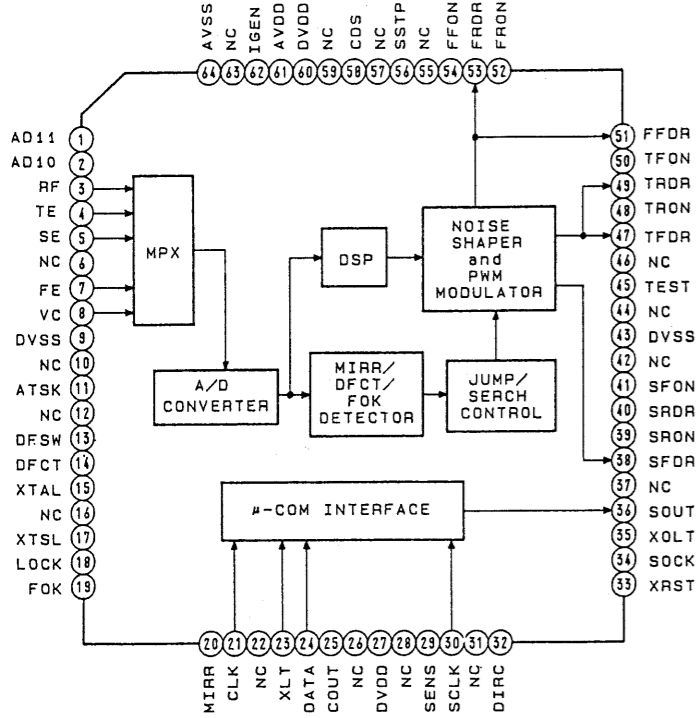 AVSS NC IGEN AVDD DVDD NC CDS NC SSTP NC FFON FRDR FRON
64 63 62 61 60 59 58 57 56 55 54 53 52
AD11 1
AD10 2
RF 3
TE 4
SE 5
NC 6
FE 7
VC 8
DVSS 9
NC 10
ATSK 11
NC 12
DFSW 13
DFCT 14
XTAL 15
NC 16
XTSL 17
LOCK 18
FOK 19
MPX
A/D
CONVERTER
DSP
MIRR/
DFCT/
FOK
DETECTOR
NOISE
SHAPER
and
PWM
MODULATOR
JUMP/
SERCH
CONTROL
μ-COM INTERFACE
51 FFDR
50 TFON
49 TRDR
48 TRON
47 TFDR
46 NC
45 TEST
44 NC
43 DVSS
42 NC
41 SFON
40 SRDR
39 SRON
38 SFDR
37 NC
36 SOUT
35 XOLT
34 SOCK
33 XRST
20 21 22 23 24 25 26 27 28 29 30 31 32
MIRR CLK NC XLT DATA COUT NC DVDD NC SENS SCLK NC DIRC